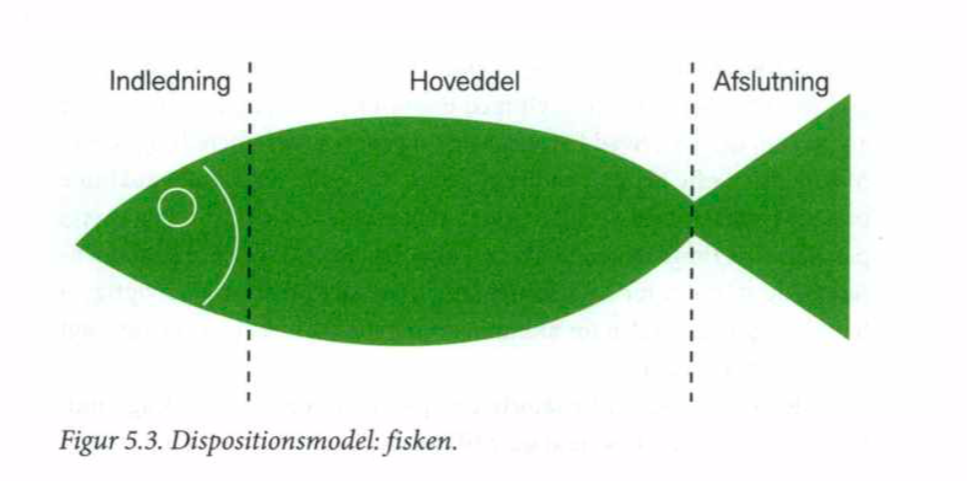 Indledning Hoveddel Afslutning
Figur 5.3. Dispositionsmodel: fisken.